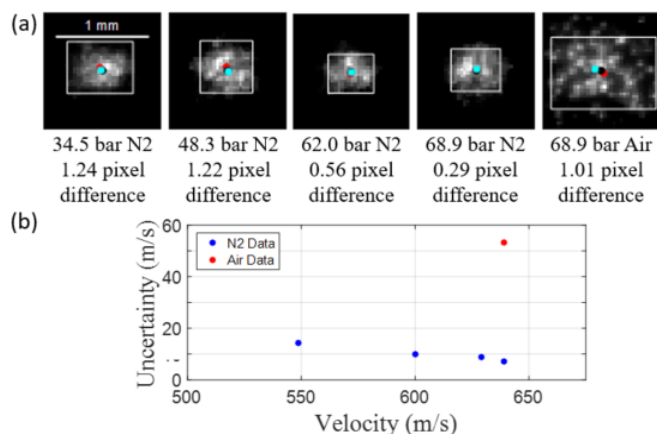 (a)
1 mm
34.5 bar N2
1.24 pixel
difference
48.3 bar N2
1.22 pixel
difference
62.0 bar N2
0.56 pixel
difference
68.9 bar N2
0.29 pixel
difference
68.9 bar Air
1.01 pixel
difference
(b)
Uncertainty (m/s)
60
40
20
0
N2 Data
Air Data
500
550
600
650
Velocity (m/s)